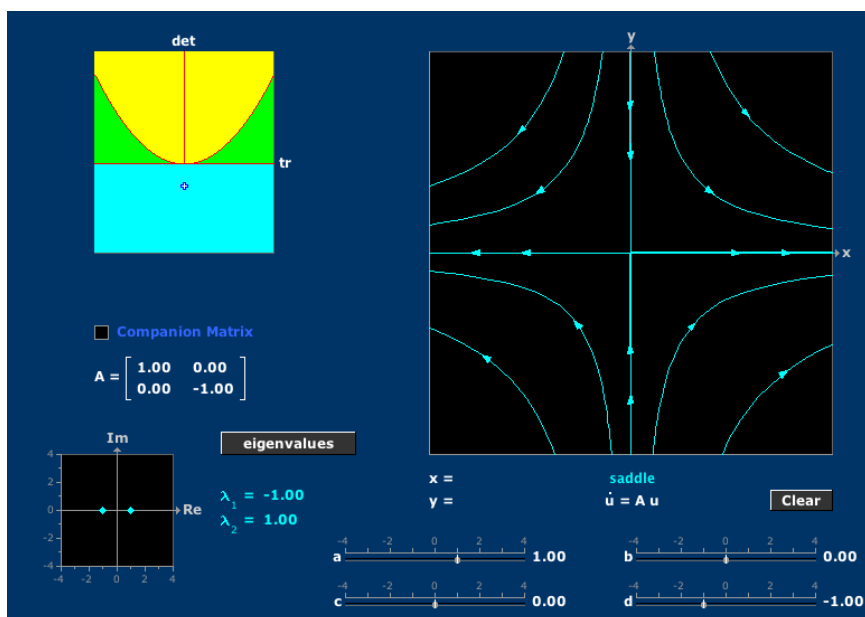 det
tr
Companion Matrix
A = [ 1.00 0.00
0.00 -1.00 ]
Im
4
2
0
-2
-4
Re
-4 -2 0 2 4
eigenvalues
λ1 = -1.00
λ2 = 1.00
y
x
x =
saddle
y =
u̇ = A u
Clear
-4 -2 0 2 4
a
1.00
-4 -2 0 2 4
b
0.00
-4 -2 0 2 4
c
0.00
-4 -2 0 2 4
d
-1.00